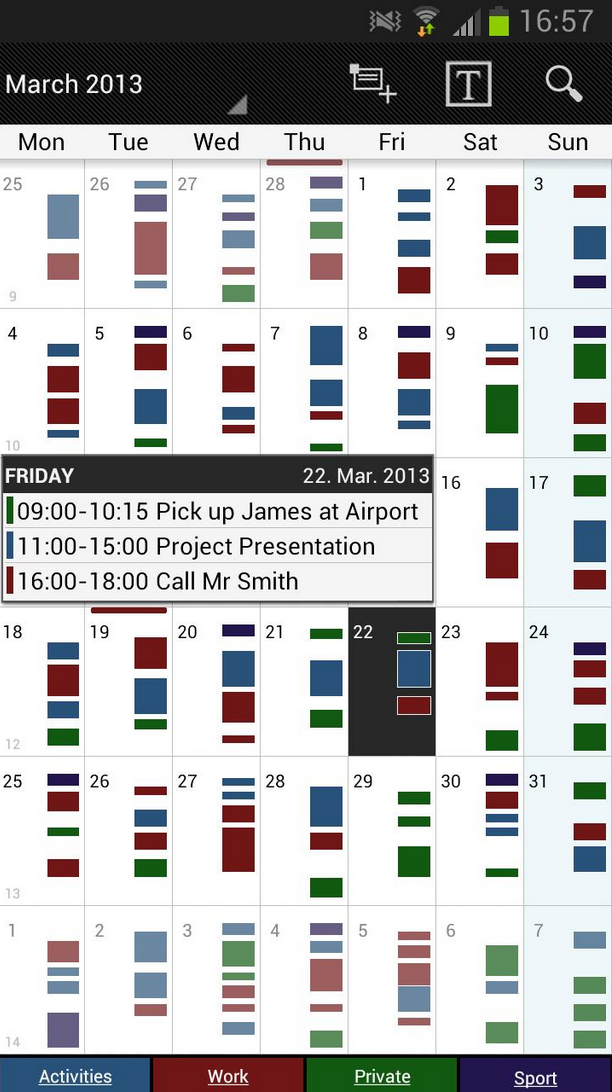 16:57
March 2013
T
Mon Tue Wed Thu Fri Sat Sun
25 26 27 28 1 2 3
9
4 5 6 7 8 9 10
10
FRIDAY 22. Mar. 2013
09:00-10:15 Pick up James at Airport
11:00-15:00 Project Presentation
16:00-18:00 Call Mr Smith
16 17
18 19 20 21 22 23 24
12
25 26 27 28 29 30 31
13
1 2 3 4 5 6 7
14
Activities Work Private Sport